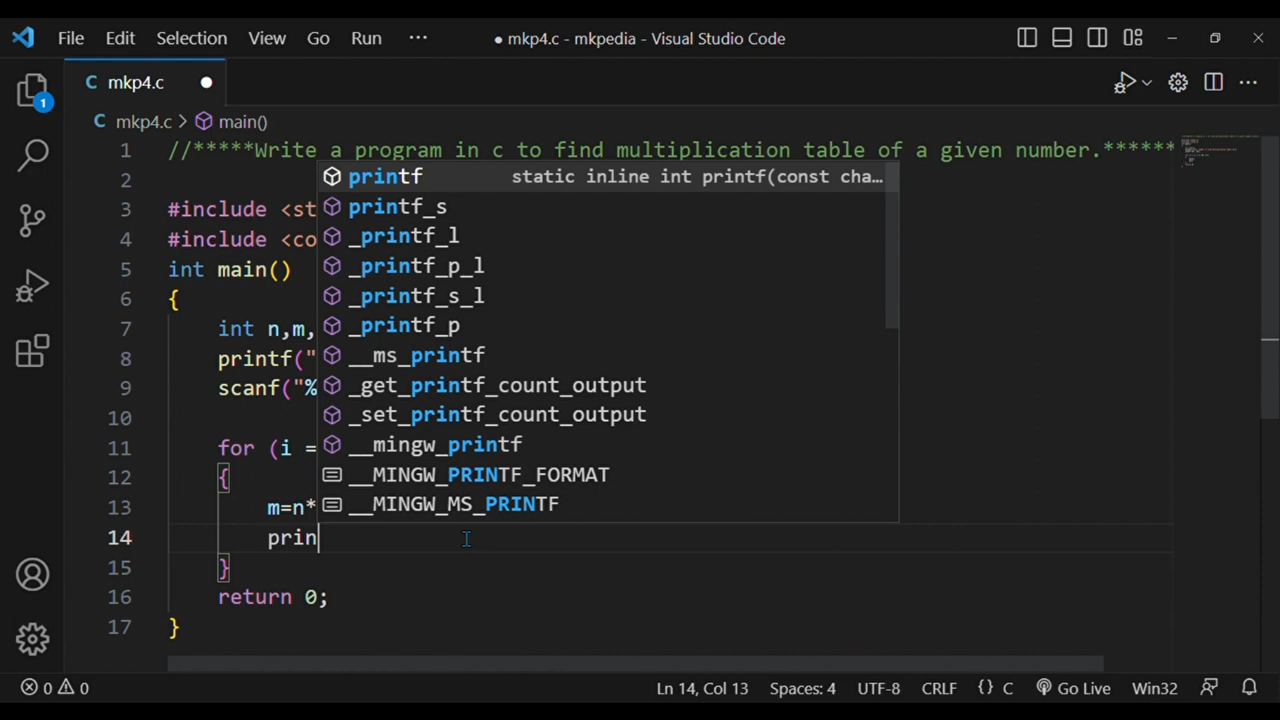 File Edit Selection View Go Run ··· ● mkp4.c - mkpedia - Visual Studio Code
C mkp4.c ●
C mkp4.c > main()
1 //*****Write a program in c to find multiplication table of a given number.******
2
3 #include <st
4 #include <co
5 int main()
6 {
7 int n,m,
8 printf("
9 scanf("%
10
11 for (i =
12 {
13 m=n*
14 prin
15 }
16 return 0;
17 }
printf static inline int printf(const cha…
printf_s
_printf_l
_printf_p_l
_printf_s_l
_printf_p
__ms_printf
_get_printf_count_output
_set_printf_count_output
__mingw_printf
__MINGW_PRINTF_FORMAT
__MINGW_MS_PRINTF
1
0 0 Ln 14, Col 13 Spaces: 4 UTF-8 CRLF {} C Go Live Win32